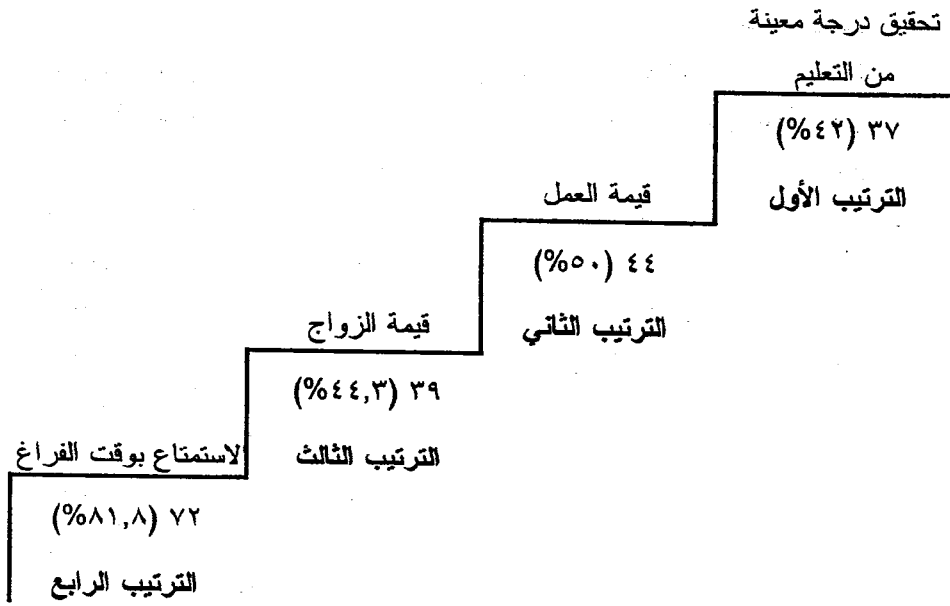 تحقيق درجة معينة
من التعليم
٣٧ (٤٢%)
الترتيب الأول
قيمة العمل
٤٤ (٥٠%)
الترتيب الثاني
قيمة الزواج
٣٩ (٤٤,٣%)
الترتيب الثالث
الاستمتاع بوقت الفراغ
٧٢ (٨١,٨%)
الترتيب الرابع